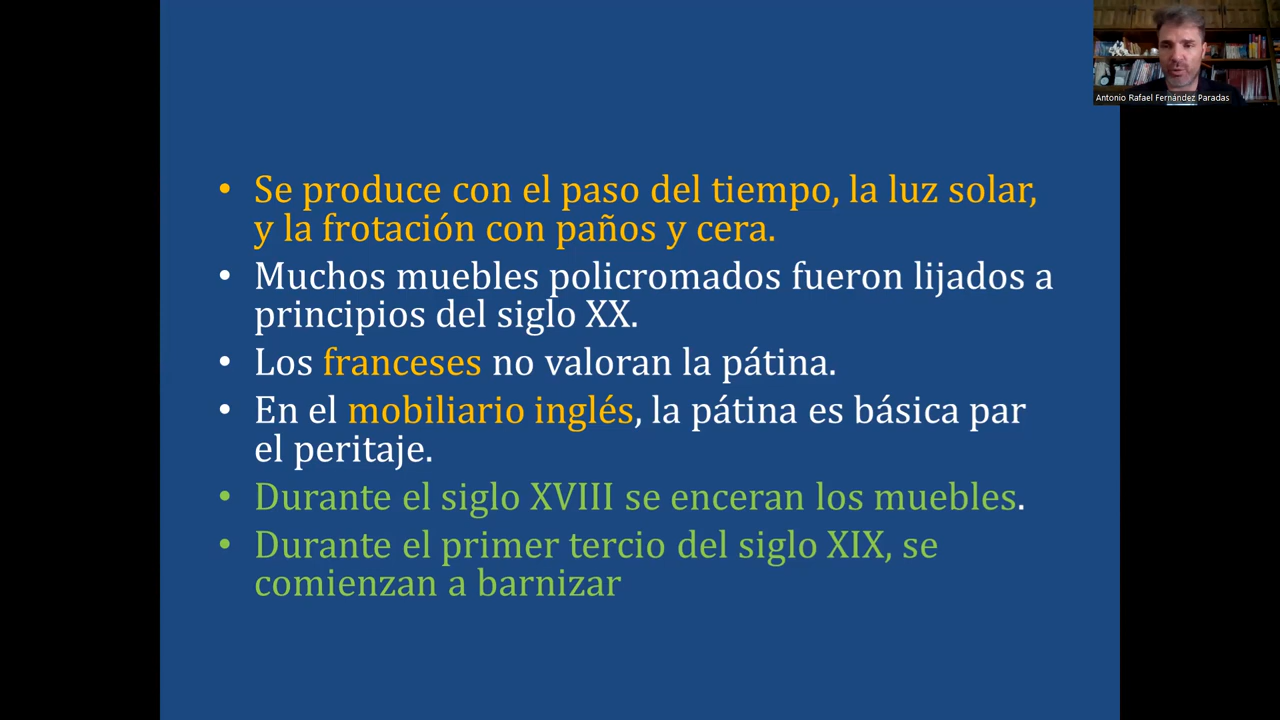 Antonio Rafael Fernández Paradas
• Se produce con el paso del tiempo, la luz solar,
y la frotación con paños y cera.
• Muchos muebles policromados fueron lijados a
principios del siglo XX.
• Los franceses no valoran la pátina.
• En el mobiliario inglés, la pátina es básica par
el peritaje.
• Durante el siglo XVIII se enceran los muebles.
• Durante el primer tercio del siglo XIX, se
comienzan a barnizar